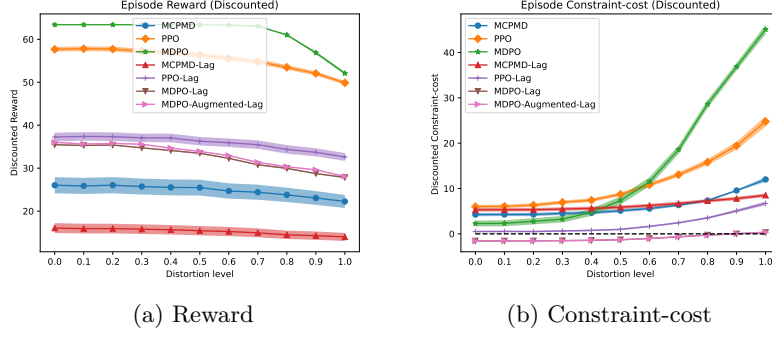 Episode Reward (Discounted)
Discounted Reward
60
50
40
30
20
MCPMD
PPO
MDPO
MCPMD-Lag
PPO-Lag
MDPO-Lag
MDPO-Augmented-Lag
0.0 0.1 0.2 0.3 0.4 0.5 0.6 0.7 0.8 0.9 1.0
Distortion level
(a) Reward
Episode Constraint-cost (Discounted)
Discounted Constraint-cost
40
30
20
10
0
MCPMD
PPO
MDPO
MCPMD-Lag
PPO-Lag
MDPO-Lag
MDPO-Augmented-Lag
0.0 0.1 0.2 0.3 0.4 0.5 0.6 0.7 0.8 0.9 1.0
Distortion level
(b) Constraint-cost